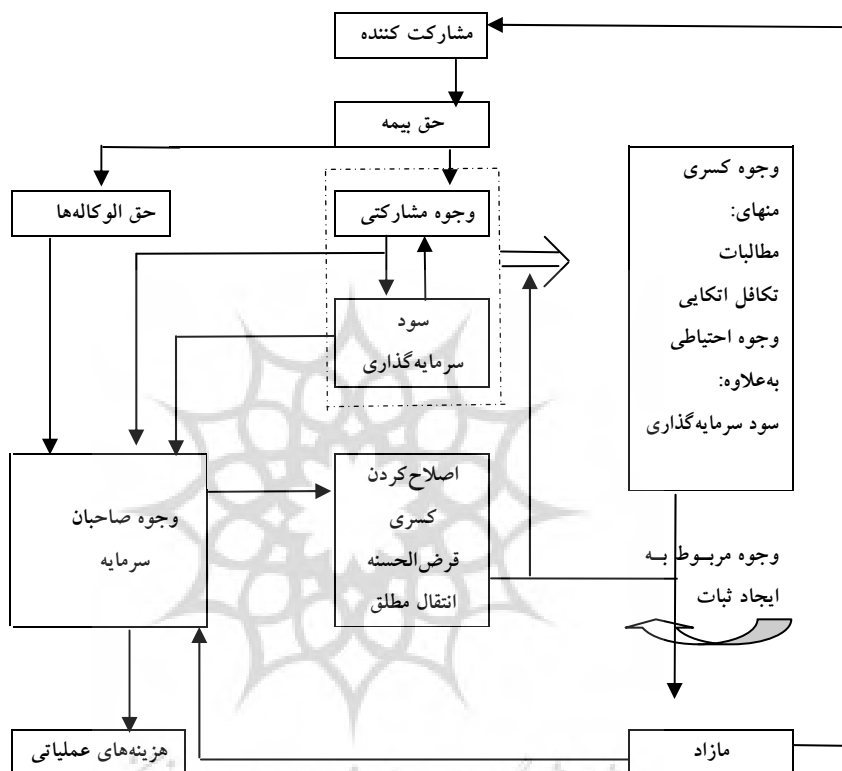 مشارکت کننده
حق بیمه
حق الوکاله‌ها
وجوه مشارکتی
سود
سرمایه‌گذاری
وجوه کسری
منهای:
مطالبات
تکافل اتکایی
وجوه احتیاطی
به‌علاوه:
سود سرمایه‌گذاری
وجوه صاحبان
سرمایه
اصلاح‌کردن
کسری
قرض‌الحسنه
انتقال مطلق
وجوه مربوط به
ایجاد ثبات
هزینه‌های عملیاتی
مازاد